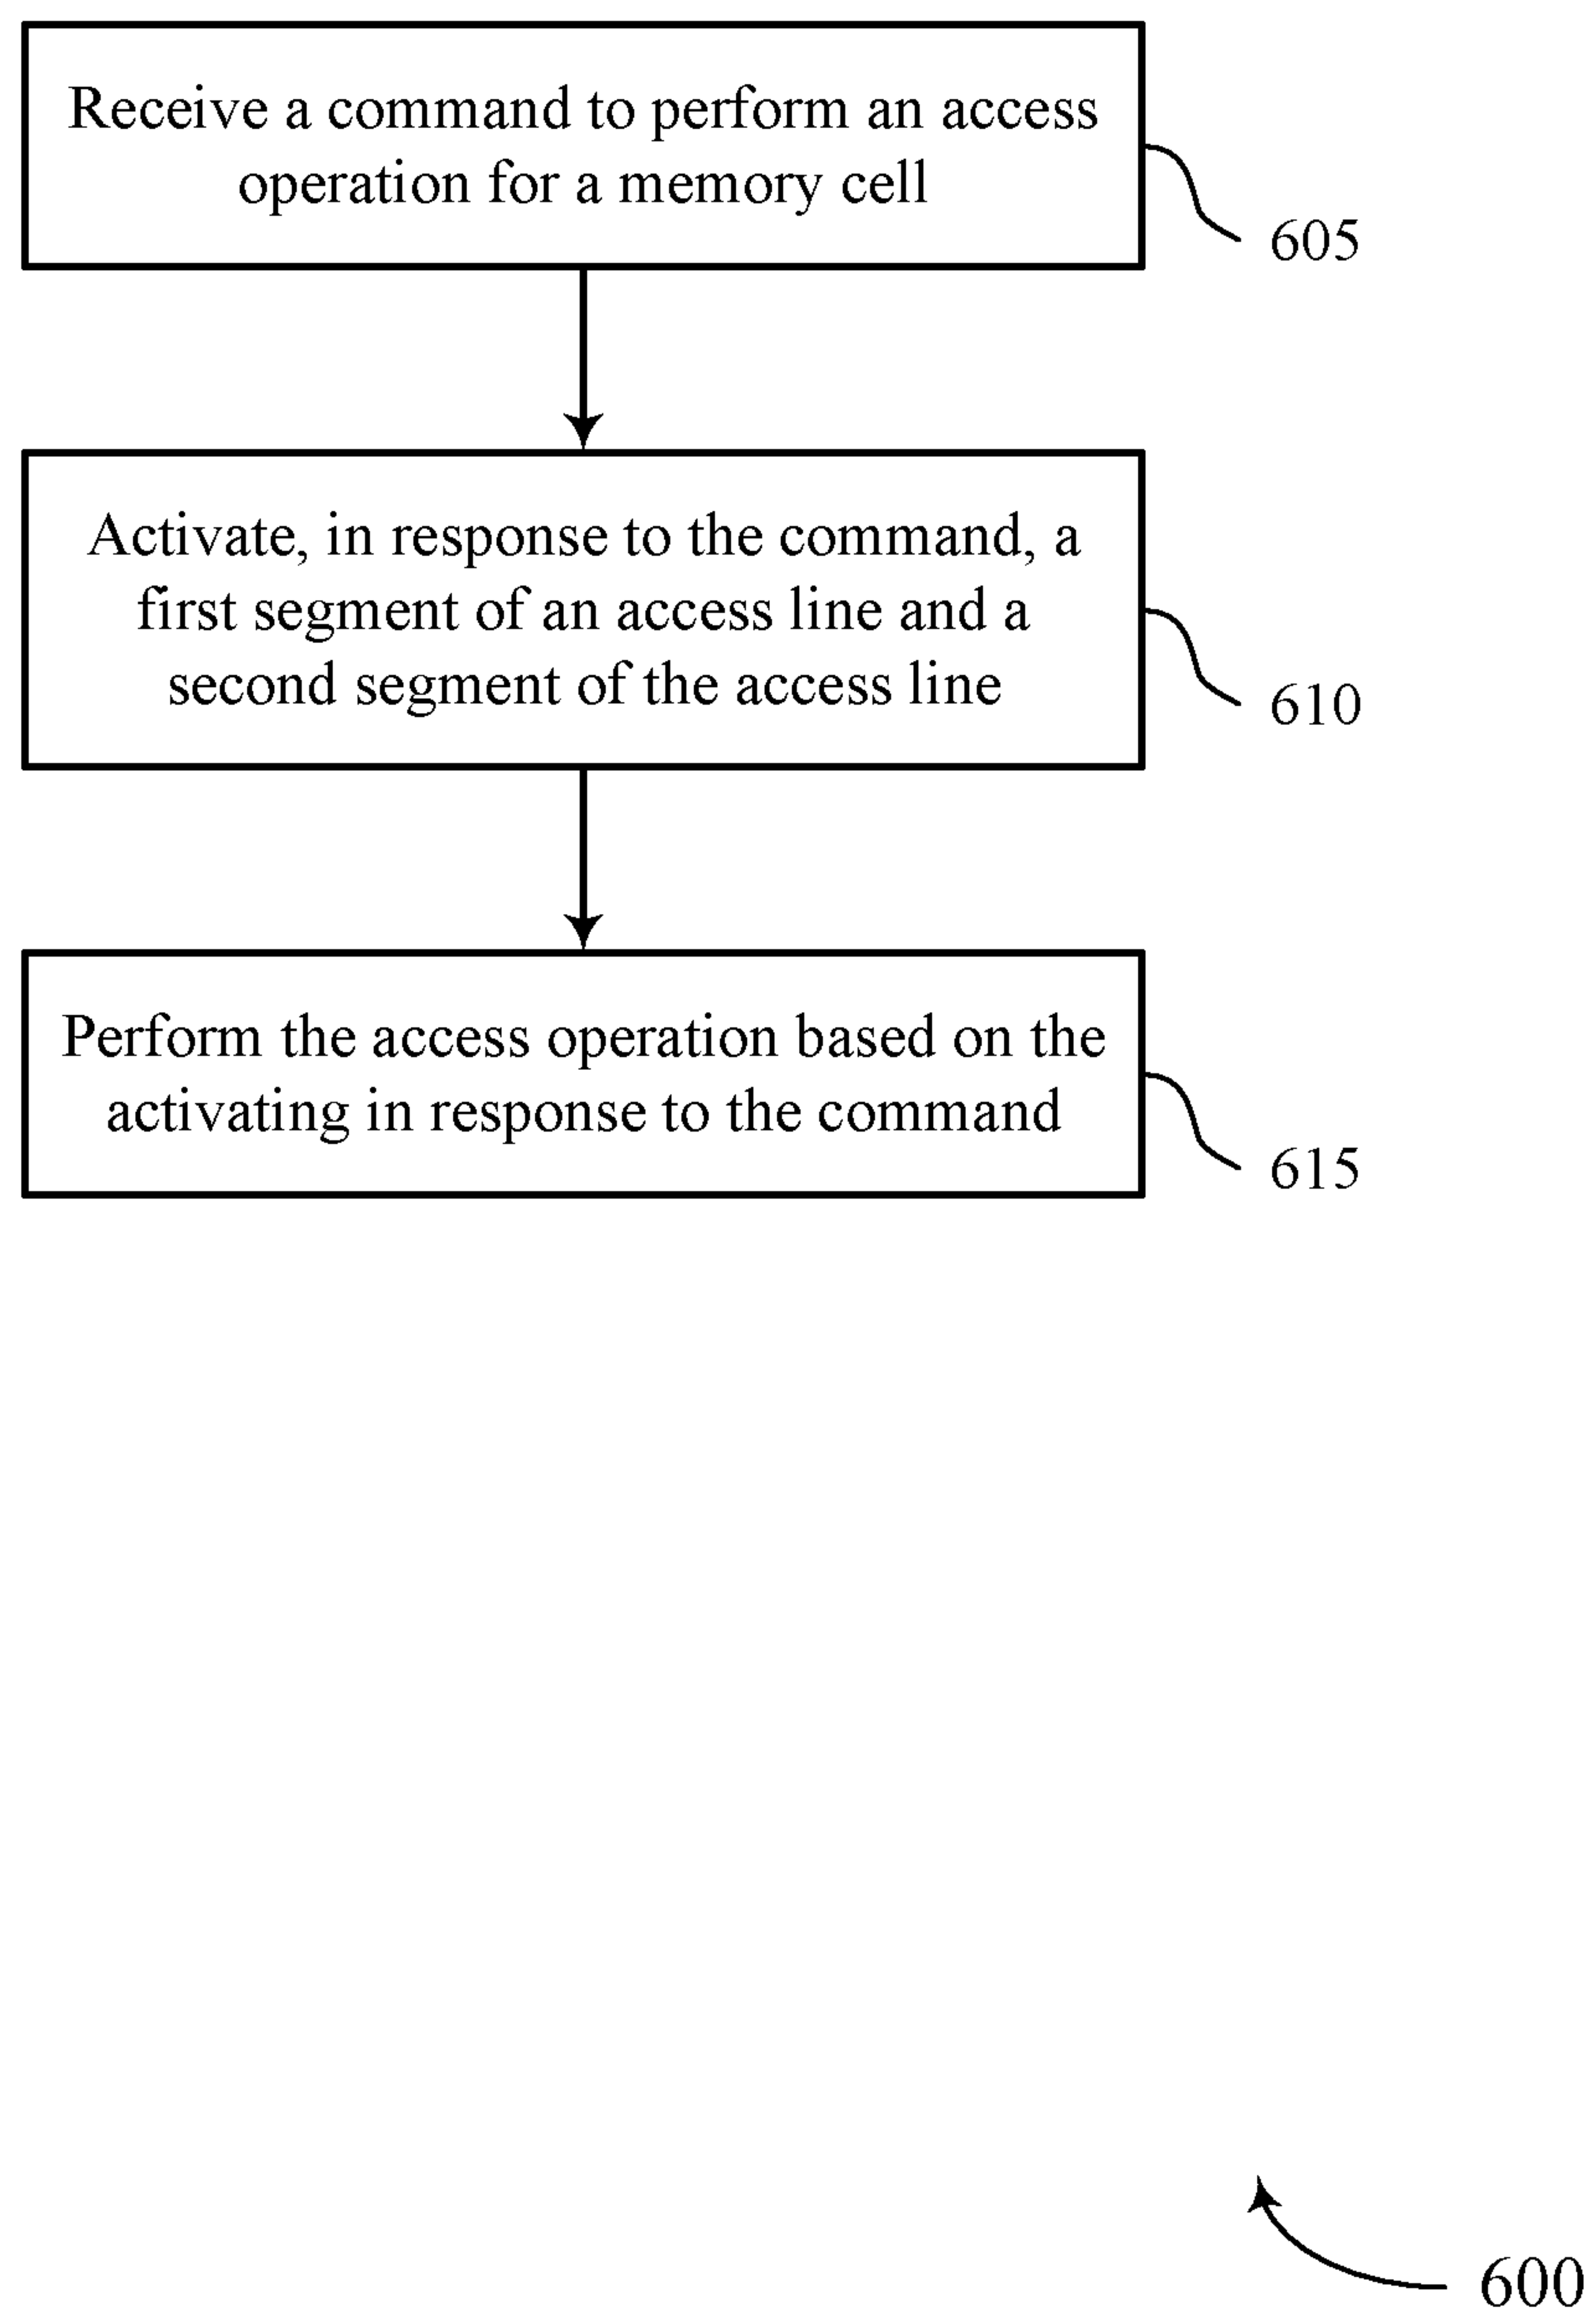 Receive a command to perform an access
operation for a memory cell
605
Activate, in response to the command, a
first segment of an access line and a
second segment of the access line
610
Perform the access operation based on the
activating in response to the command
615
600